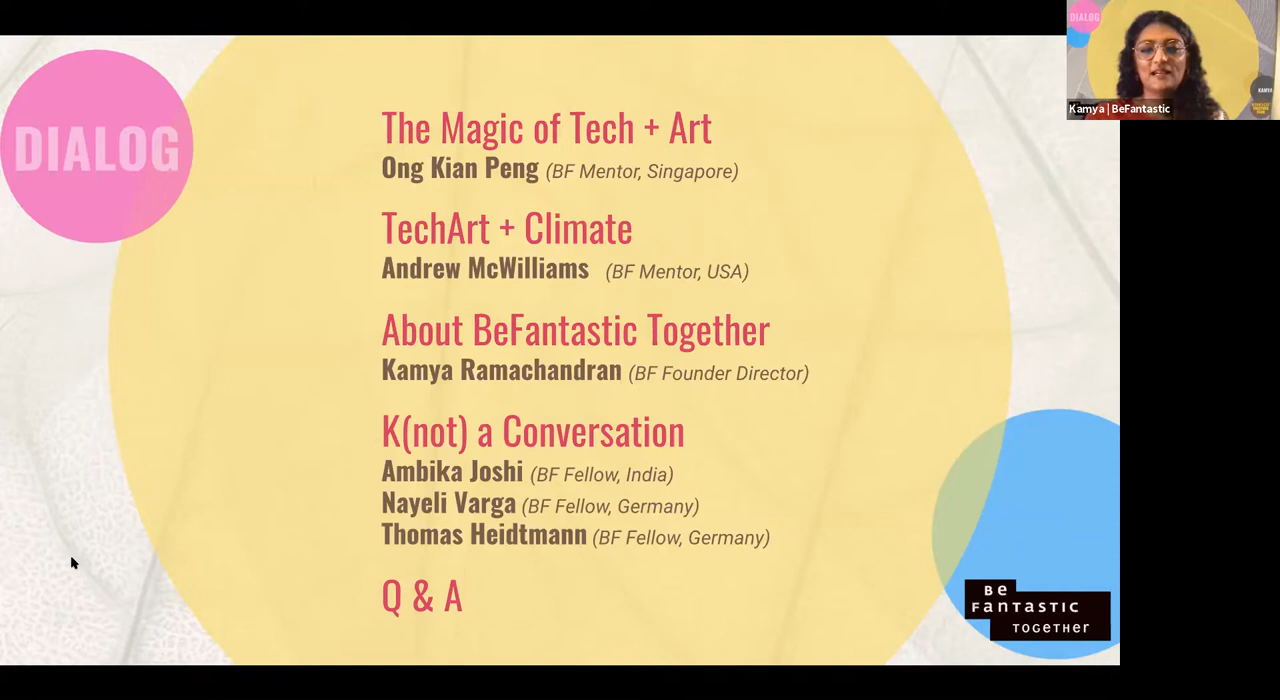 DIALOG
The Magic of Tech + Art
Ong Kian Peng (BF Mentor, Singapore)
TechArt + Climate
Andrew McWilliams (BF Mentor, USA)
About BeFantastic Together
Kamya Ramachandran (BF Founder Director)
K(not) a Conversation
Ambika Joshi (BF Fellow, India)
Nayeli Varga (BF Fellow, Germany)
Thomas Heidtmann (BF Fellow, Germany)
Q & A
Be
FanTasTIC
TOGeTHer
DIALOG
KAMYA
Kamya | BeFantastic